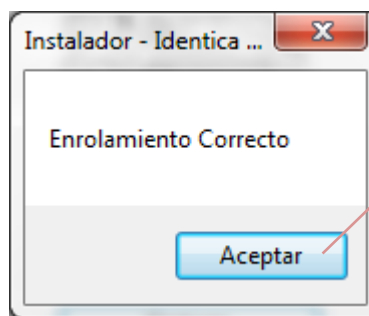 Instalador - Identica ...
Enrolamiento Correcto
Aceptar